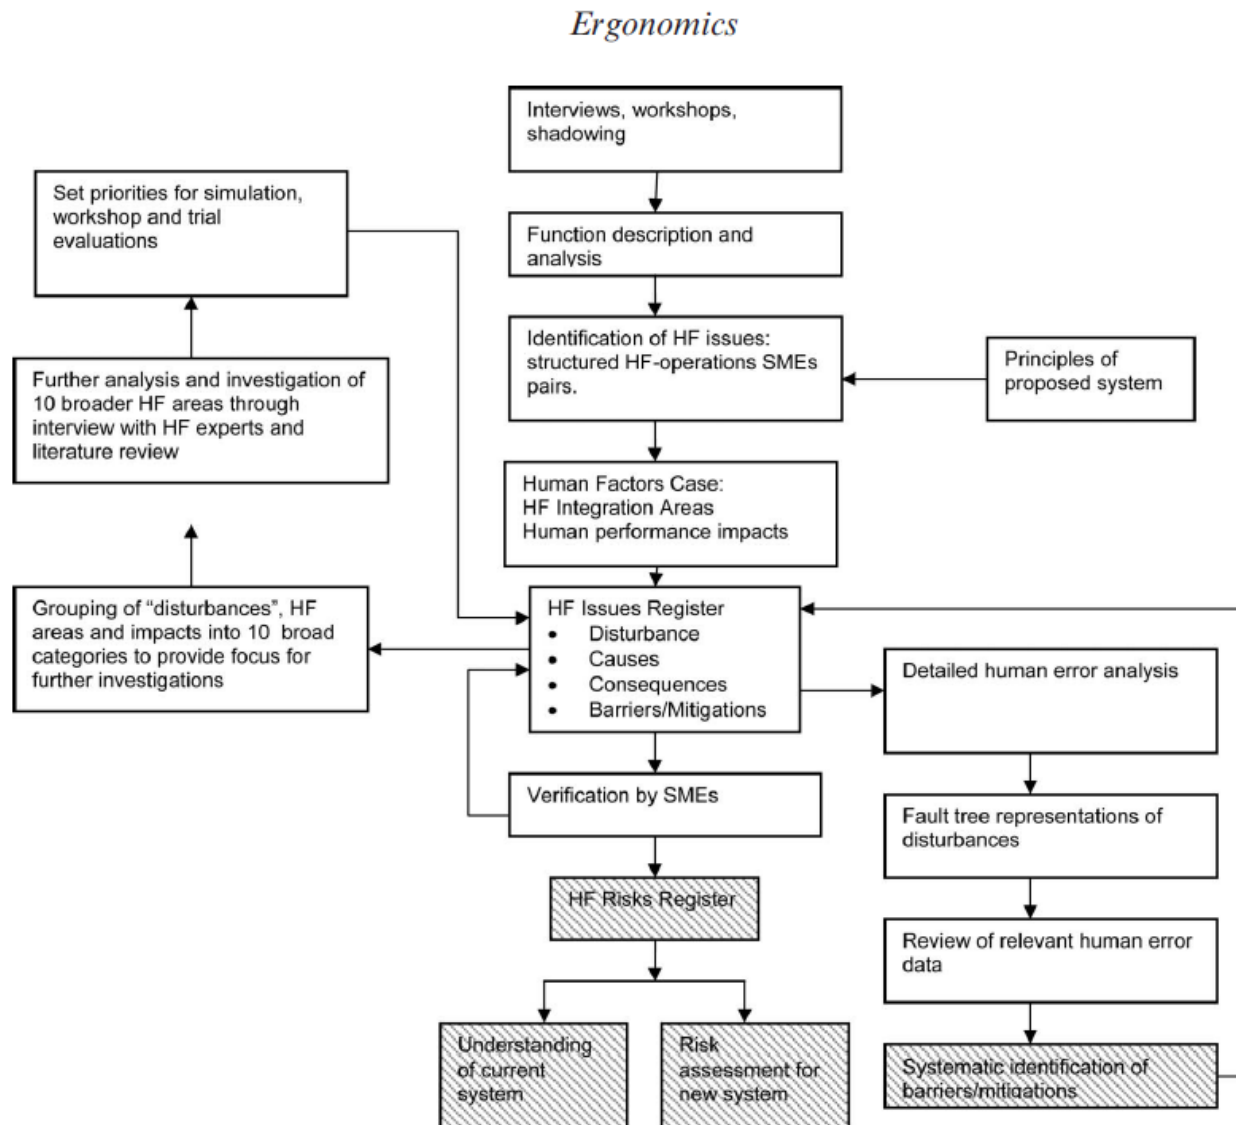 Ergonomics
Interviews, workshops,
shadowing
Set priorities for simulation,
workshop and trial
evaluations
Function description and
analysis
Identification of HF issues:
structured HF-operations SMEs
pairs.
Principles of
proposed system
Further analysis and investigation of
10 broader HF areas through
interview with HF experts and
literature review
Human Factors Case:
HF Integration Areas
Human performance impacts
Grouping of “disturbances”, HF
areas and impacts into 10 broad
categories to provide focus for
further investigations
HF Issues Register
• Disturbance
• Causes
• Consequences
• Barriers/Mitigations
Detailed human error analysis
Verification by SMEs
Fault tree representations of
disturbances
HF Risks Register
Review of relevant human error
data
Understanding
of current
system
Risk
assessment for
new system
Systematic identification of
barriers/mitigations